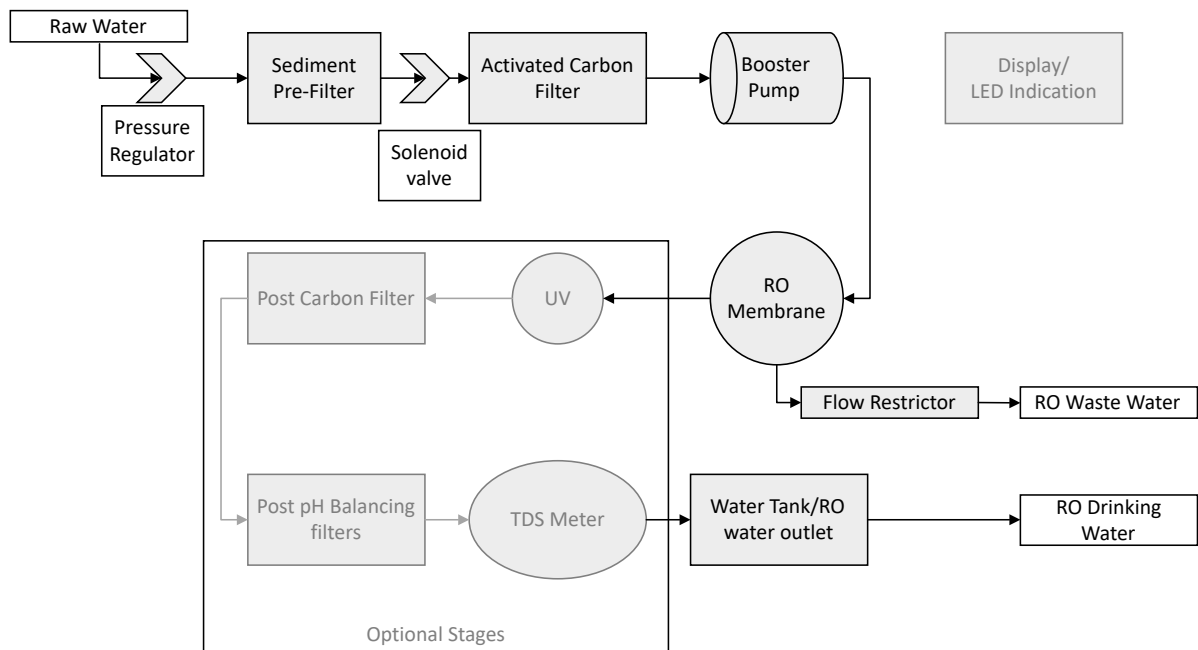 Raw Water
Pressure
Regulator
Sediment
Pre-Filter
Solenoid
valve
Activated Carbon
Filter
Booster
Pump
Display/
LED Indication
RO
Membrane
UV
Post Carbon Filter
Flow Restrictor
RO Waste Water
Post pH Balancing
filters
TDS Meter
Water Tank/RO
water outlet
RO Drinking
Water
Optional Stages